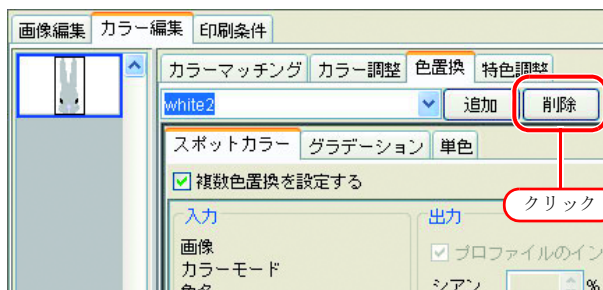 画像編集 カラー編集 印刷条件
カラーマッチング カラー調整 色置換 特色調整
white2 追加 削除
スポットカラー グラデーション 単色
複数色置換を設定する
クリック
入力 出力
画像 プロファイルのイン
カラーモード
色名 シアン %